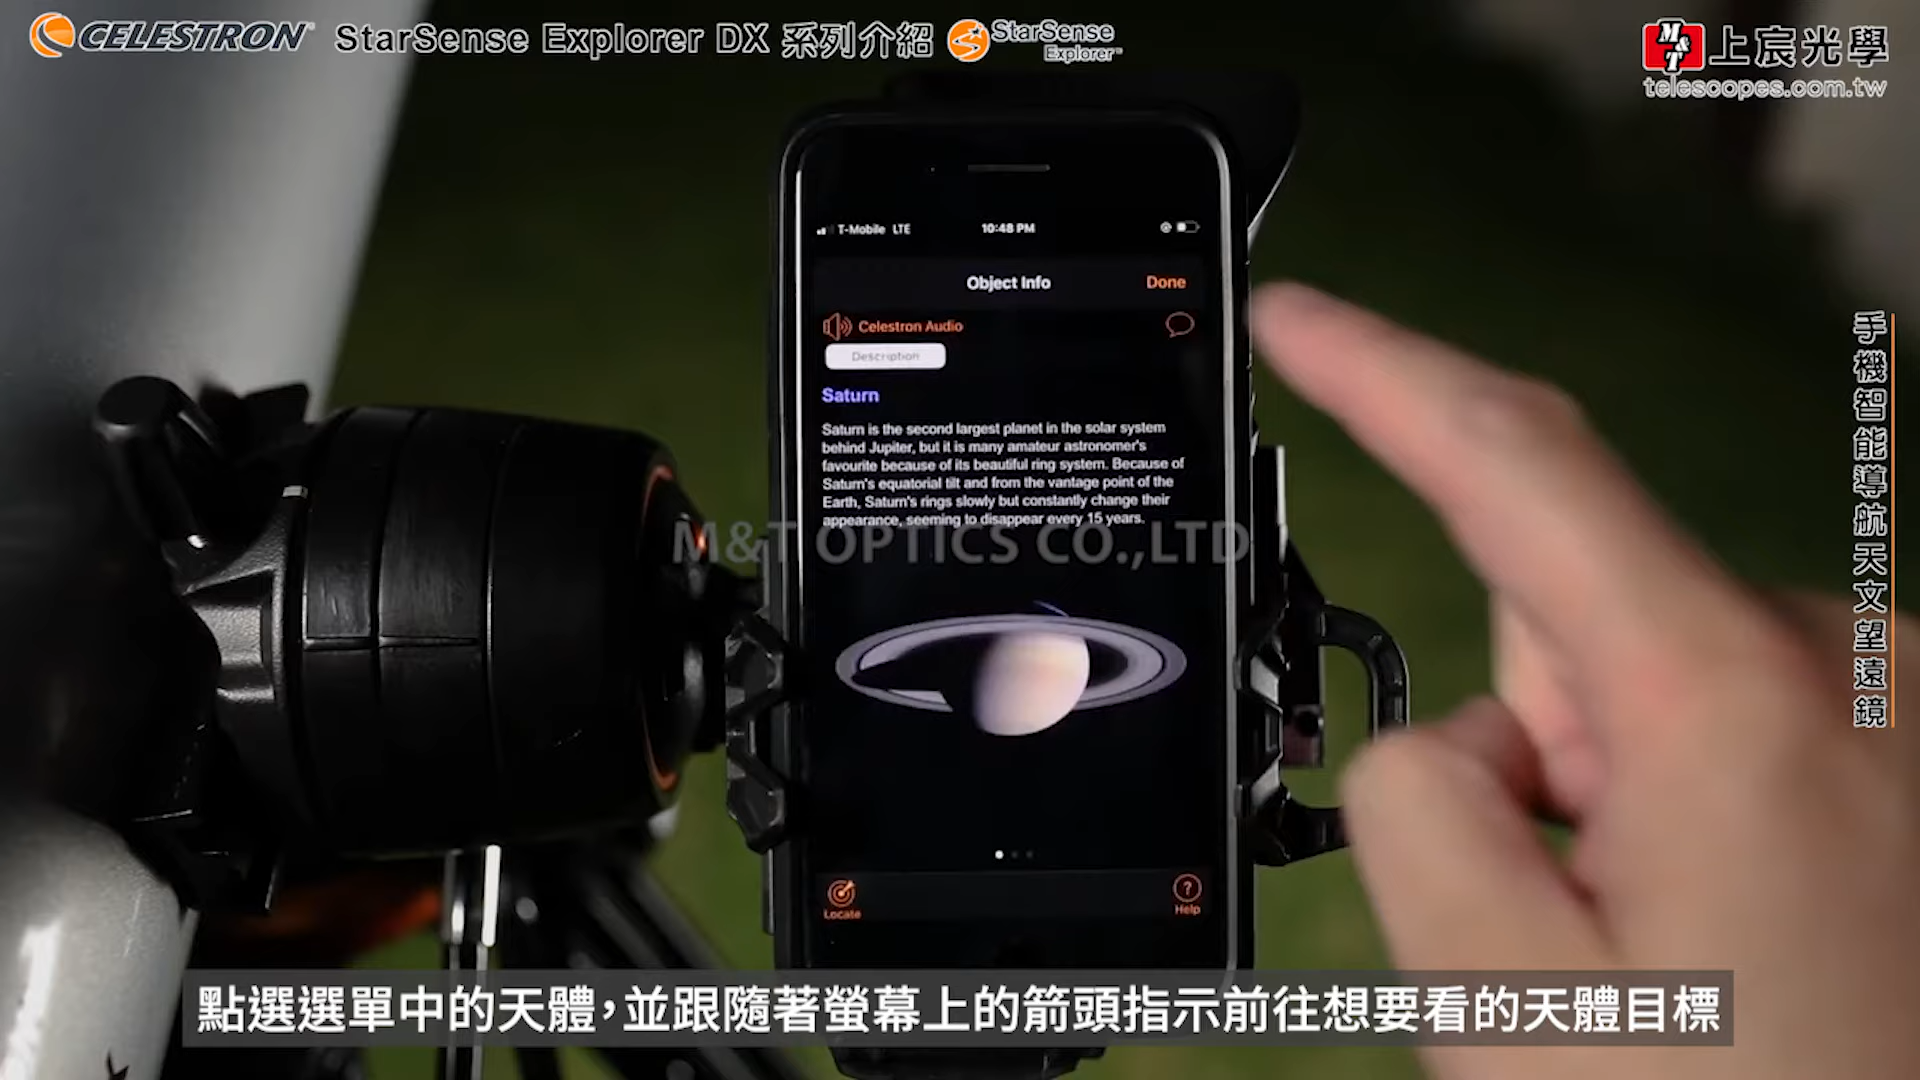 CELESTRON StarSense Explorer DX 系列介紹 StarSense Explorer
M&T 上宸光學
telescopes.com.tw
T-Mobile LTE 10:48 PM
Object Info Done
Celestron Audio
Description
Saturn
Saturn is the second largest planet in the solar system
behind Jupiter, but it is many amateur astronomer's
favourite because of its beautiful ring system. Because of
Saturn's equatorial tilt and from the vantage point of the
Earth, Saturn's rings slowly but constantly change their
appearance, seeming to disappear every 15 years.
M&T OPTICS CO.,LTD
手機智能導航天文望遠鏡
Locate ? Help
點選選單中的天體，並跟隨著螢幕上的箭頭指示前往想要看的天體目標